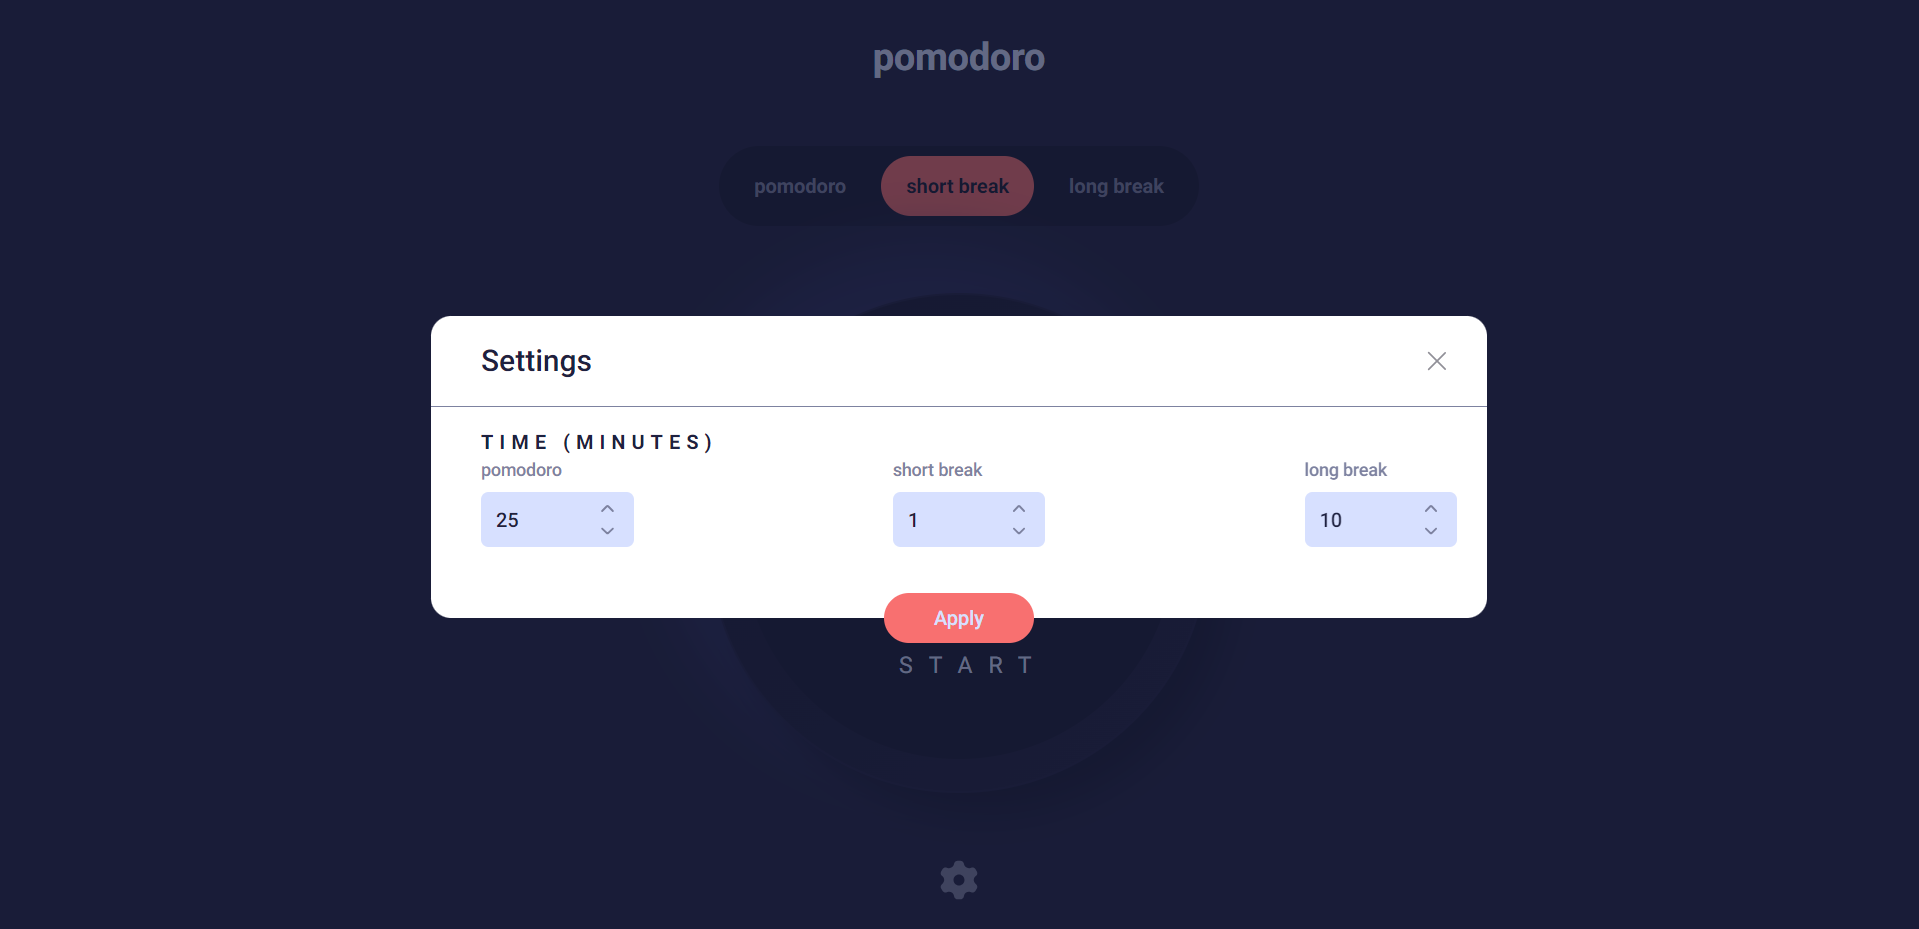 pomodoro
pomodoro short break long break
Settings
TIME (MINUTES)
pomodoro short break long break
25 1 10
Apply
START